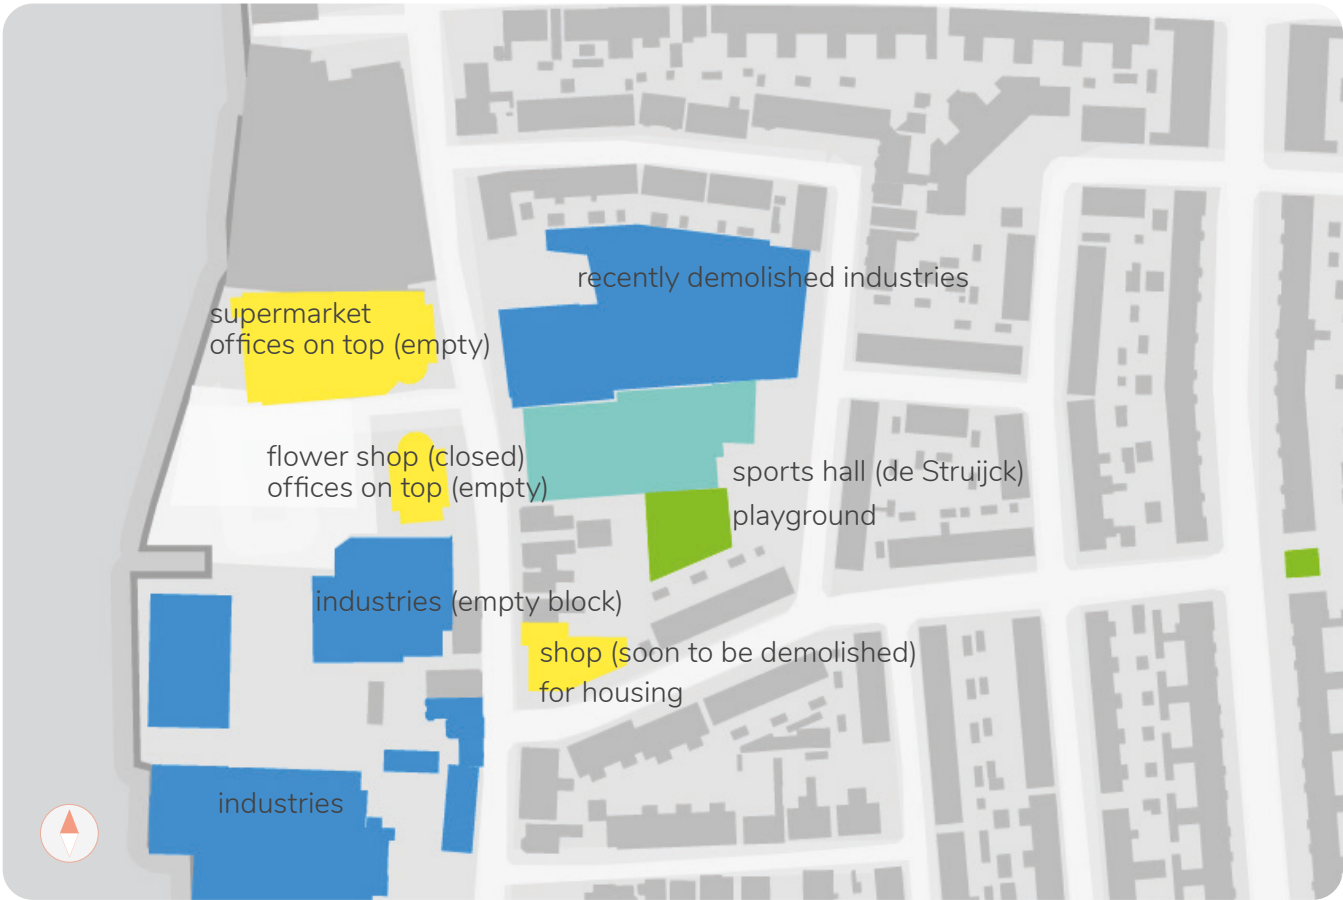 recently demolished industries
supermarket
offices on top (empty)
flower shop (closed)
offices on top (empty)
sports hall (de Struijck)
playground
industries (empty block)
shop (soon to be demolished)
for housing
industries